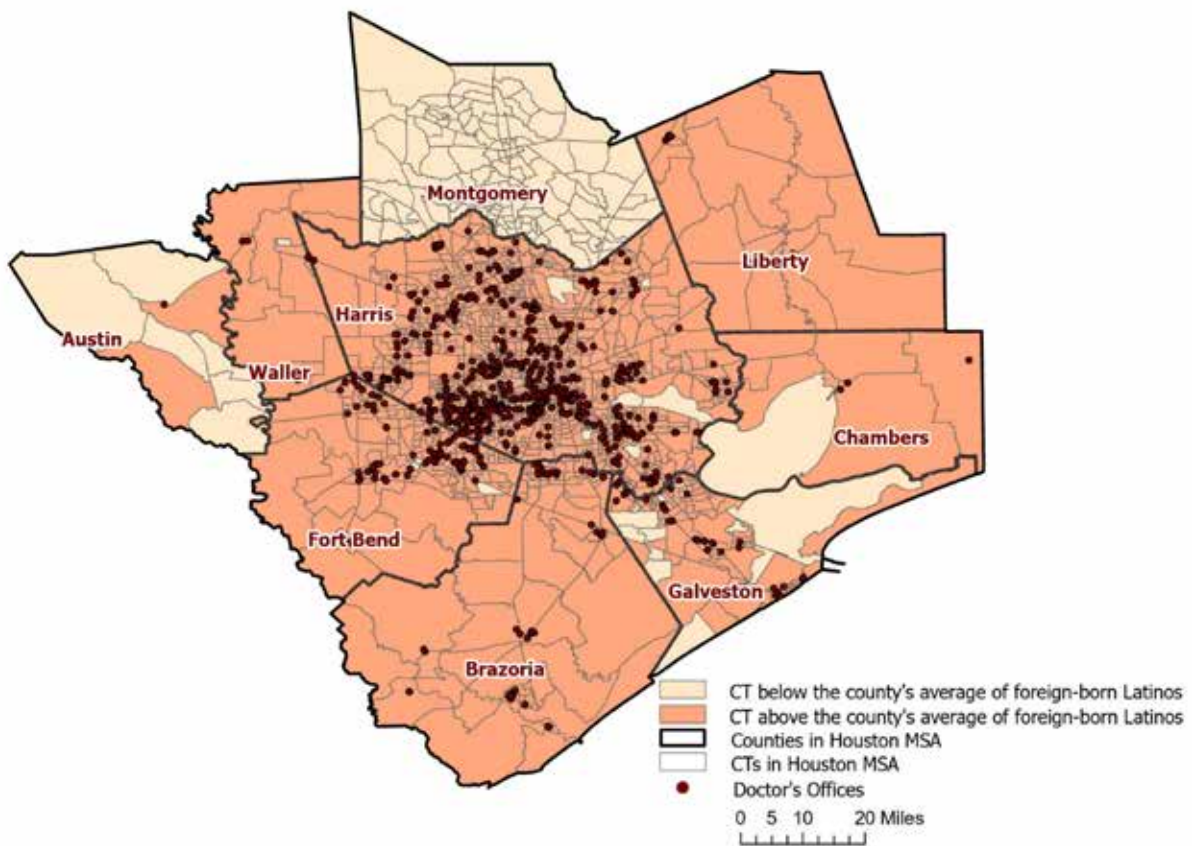 Montgomery
Liberty
Harris
Austin
Waller
Chambers
Fort Bend
Galveston
Brazoria
CT below the county's average of foreign-born Latinos
CT above the county's average of foreign-born Latinos
Counties in Houston MSA
CTs in Houston MSA
Doctor's Offices
0 5 10 20 Miles